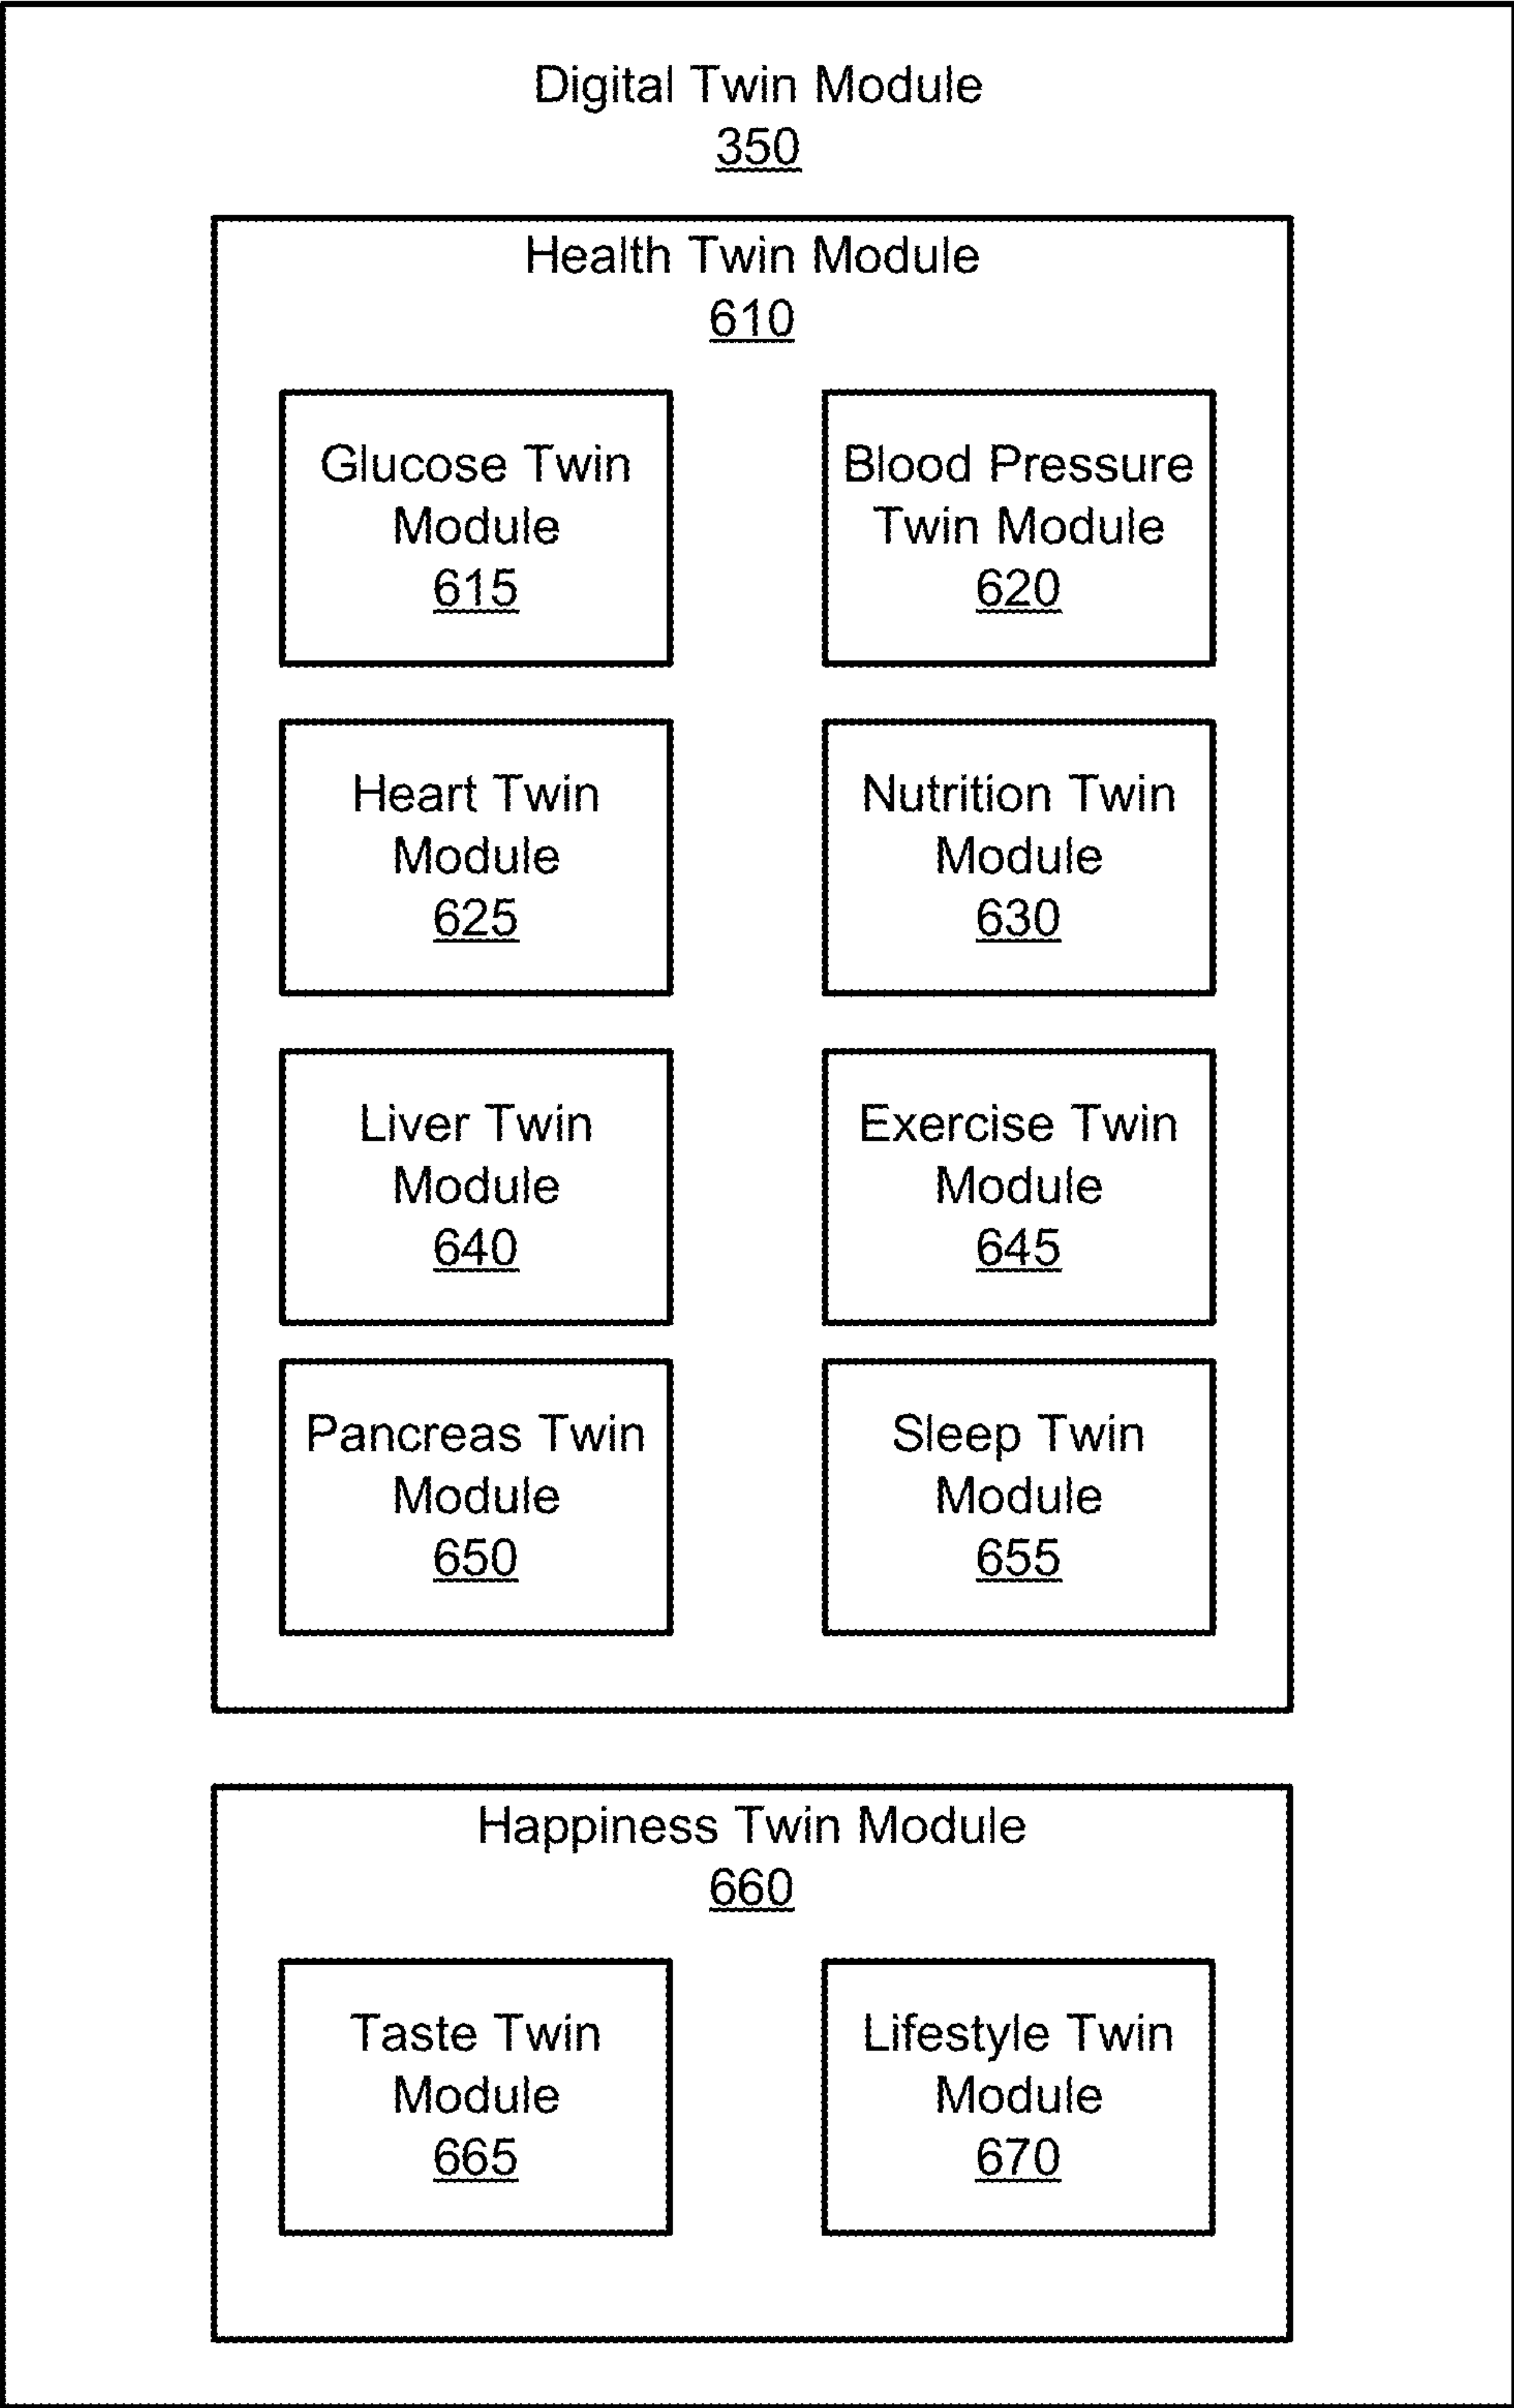 Digital Twin Module
350
Health Twin Module
610
Glucose Twin
Module
615
Blood Pressure
Twin Module
620
Heart Twin
Module
625
Nutrition Twin
Module
630
Liver Twin
Module
640
Exercise Twin
Module
645
Pancreas Twin
Module
650
Sleep Twin
Module
655
Happiness Twin Module
660
Taste Twin
Module
665
Lifestyle Twin
Module
670